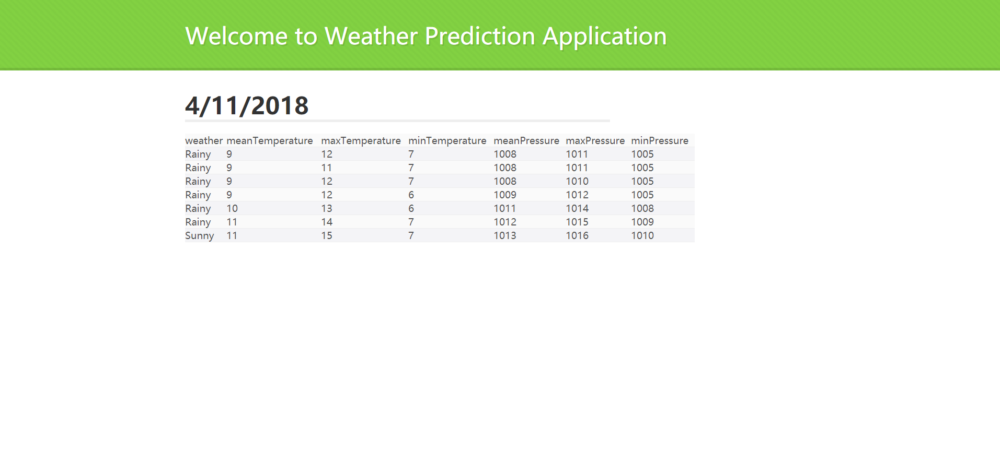 Welcome to Weather Prediction Application
4/11/2018
weather meanTemperature maxTemperature minTemperature meanPressure maxPressure minPressure
Rainy 9 12 7 1008 1011 1005
Rainy 9 11 7 1008 1011 1005
Rainy 9 12 7 1008 1010 1005
Rainy 9 12 6 1009 1012 1005
Rainy 10 13 6 1011 1014 1008
Rainy 11 14 7 1012 1015 1009
Sunny 11 15 7 1013 1016 1010